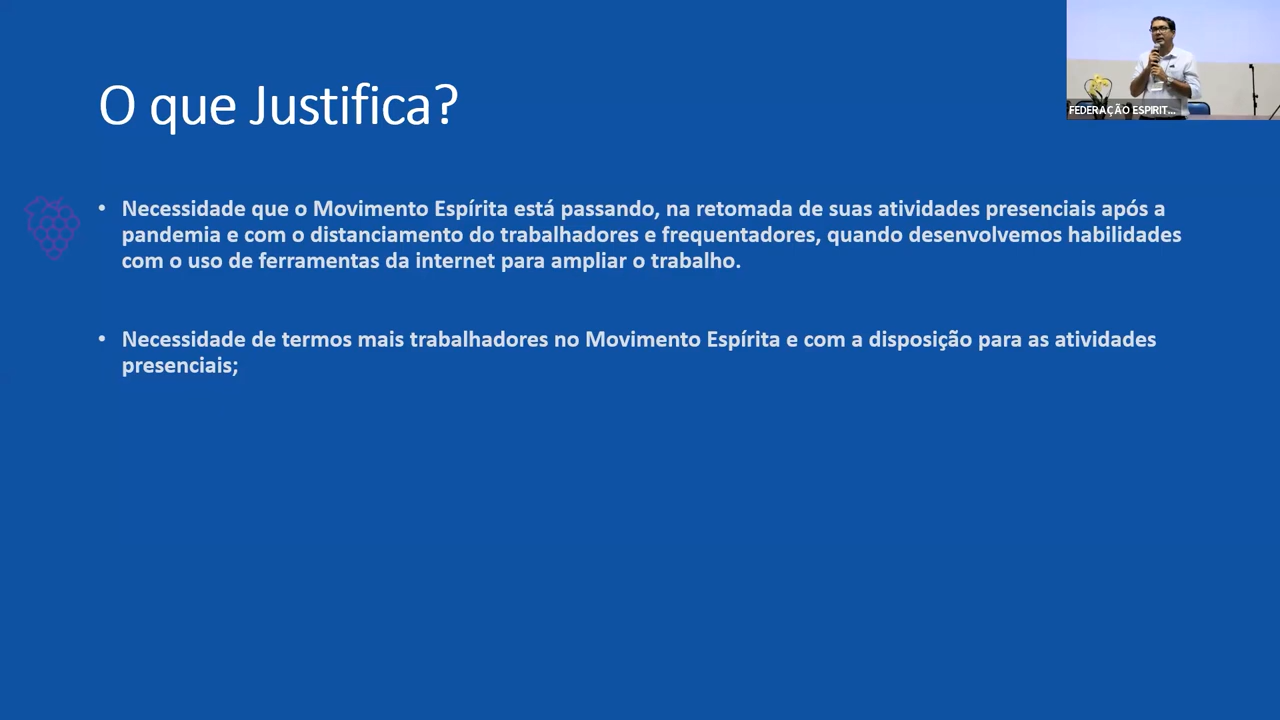 FEDERAÇÃO ESPIRIT...
O que Justifica?
• Necessidade que o Movimento Espírita está passando, na retomada de suas atividades presenciais após a
pandemia e com o distanciamento do trabalhadores e frequentadores, quando desenvolvemos habilidades
com o uso de ferramentas da internet para ampliar o trabalho.
• Necessidade de termos mais trabalhadores no Movimento Espírita e com a disposição para as atividades
presenciais;